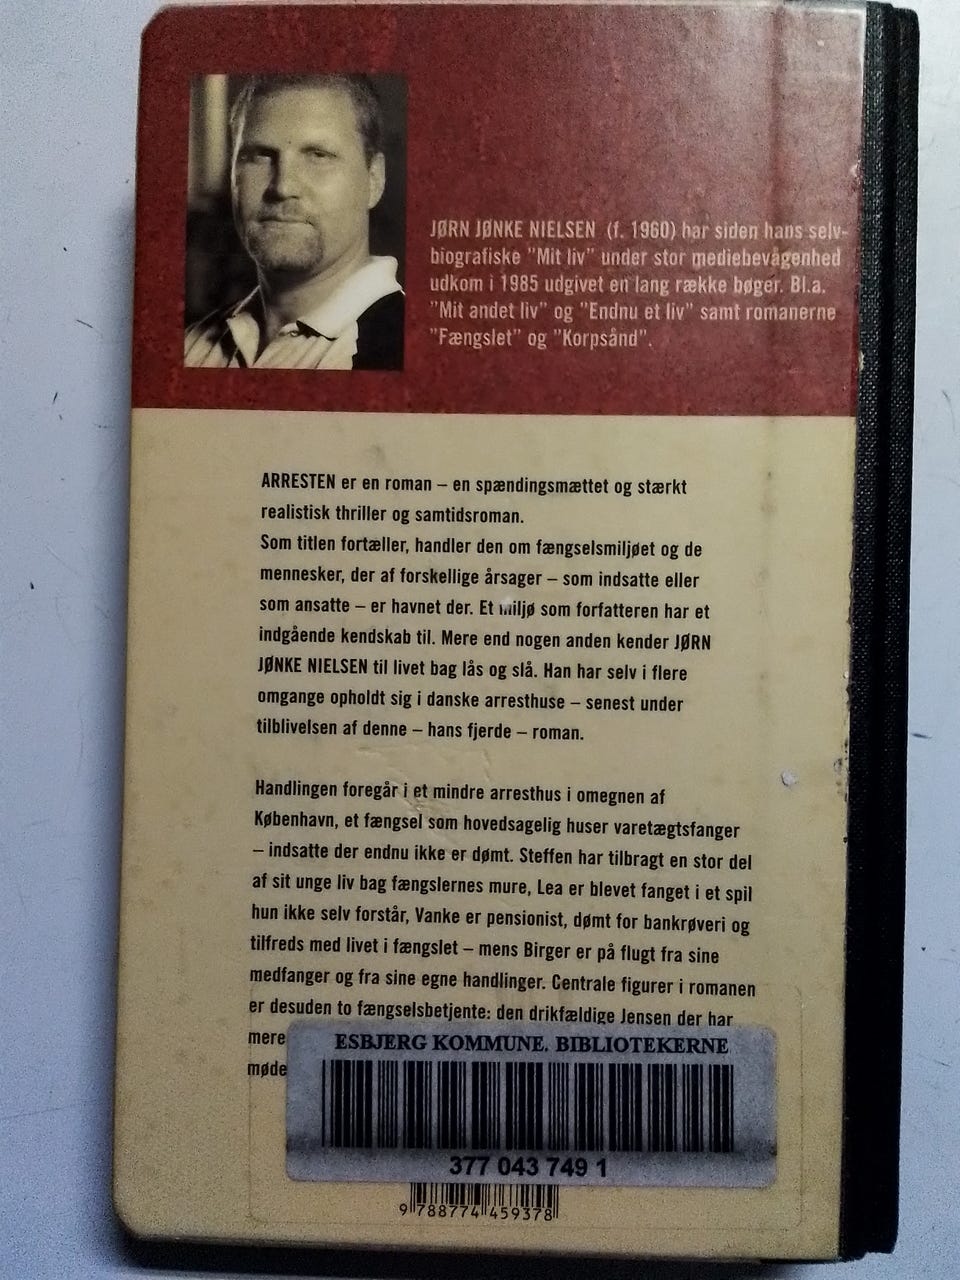 JØRN JØNKE NIELSEN (f. 1960) har siden hans selv-
biografiske "Mit liv" under stor mediebevågenhed
udkom i 1985 udgivet en lang række bøger. Bl.a.
"Mit andet liv" og "Endnu et liv" samt romanerne
"Fængslet" og "Korpsånd".
ARRESTEN er en roman – en spændingsmættet og stærkt
realistisk thriller og samtidsroman.
Som titlen fortæller, handler den om fængselsmiljøet og de
mennesker, der af forskellige årsager – som indsatte eller
som ansatte – er havnet der. Et miljø som forfatteren har et
indgående kendskab til. Mere end nogen anden kender JØRN
JØNKE NIELSEN til livet bag lås og slå. Han har selv i flere
omgange opholdt sig i danske arresthuse – senest under
tilblivelsen af denne – hans fjerde – roman.
Handlingen foregår i et mindre arresthus i omegnen af
København, et fængsel som hovedsagelig huser varetægtsfanger
– indsatte der endnu ikke er dømt. Steffen har tilbragt en stor del
af sit unge liv bag fængslernes mure, Lea er blevet fanget i et spil
hun ikke selv forstår, Vanke er pensionist, dømt for bankrøveri og
tilfreds med livet i fængslet – mens Birger er på flugt fra sine
medfanger og fra sine egne handlinger. Centrale figurer i romanen
er desuden to fængselsbetjente: den drikfældige Jensen der har
mere
møde
ESBJERG KOMMUNE. BIBLIOTEKERNE
377 043 749 1
9 788774 459378